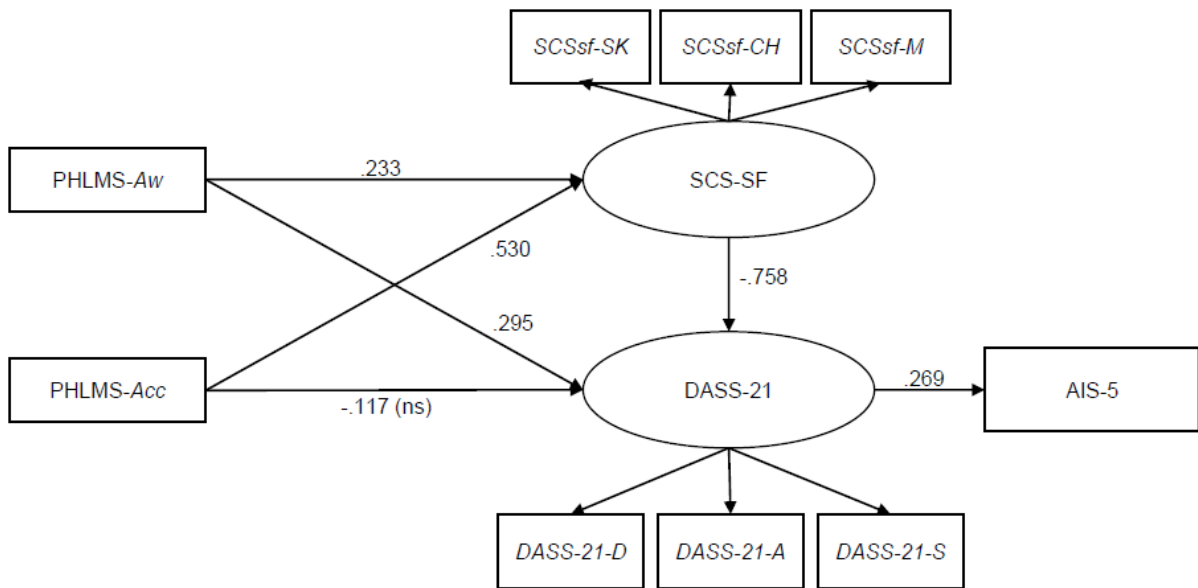 SCSsf-SK
SCSsf-CH
SCSsf-M
PHLMS-Aw
.233
SCS-SF
.530
-.758
.295
PHLMS-Acc
-.117 (ns)
DASS-21
.269
AIS-5
DASS-21-D
DASS-21-A
DASS-21-S